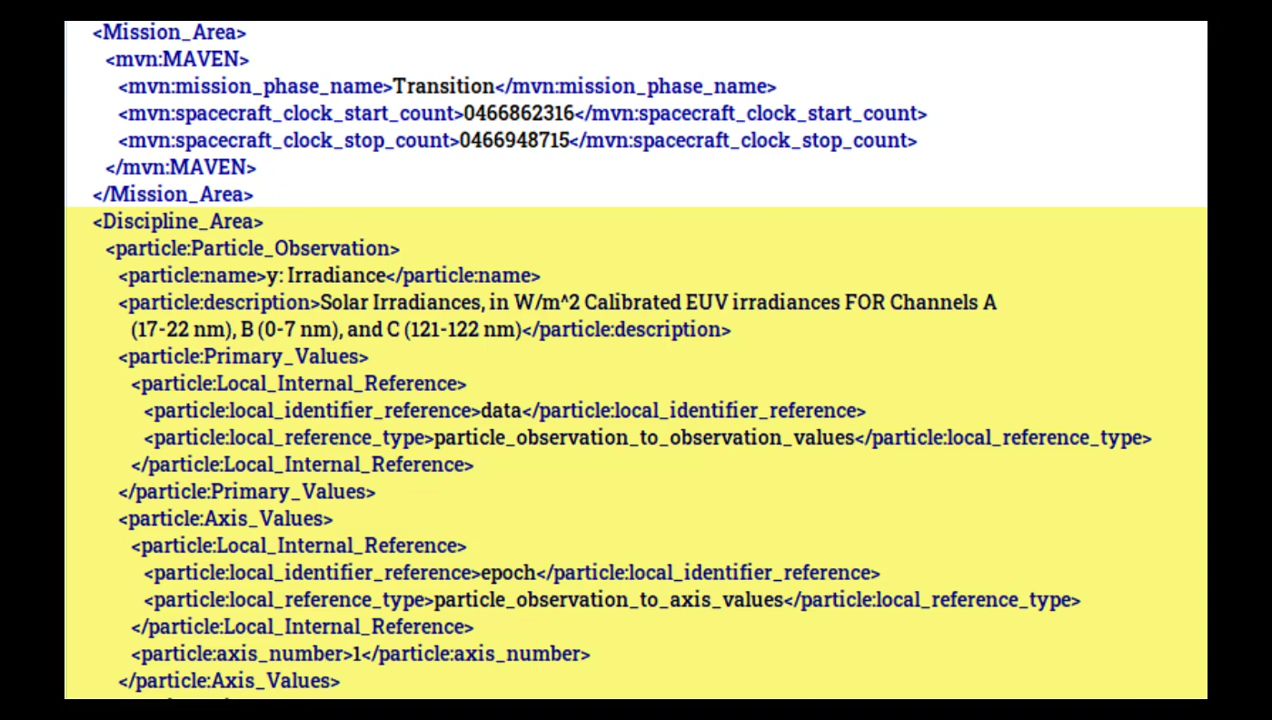 <Mission_Area>
<mvn:MAVEN>
<mvn:mission_phase_name>Transition</mvn:mission_phase_name>
<mvn:spacecraft_clock_start_count>0466862316</mvn:spacecraft_clock_start_count>
<mvn:spacecraft_clock_stop_count>0466948715</mvn:spacecraft_clock_stop_count>
</mvn:MAVEN>
</Mission_Area>
<Discipline_Area>
<particle:Particle_Observation>
<particle:name>y: Irradiance</particle:name>
<particle:description>Solar Irradiances, in W/m^2 Calibrated EUV irradiances FOR Channels A
(17-22 nm), B (0-7 nm), and C (121-122 nm)</particle:description>
<particle:Primary_Values>
<particle:Local_Internal_Reference>
<particle:local_identifier_reference>data</particle:local_identifier_reference>
<particle:local_reference_type>particle_observation_to_observation_values</particle:local_reference_type>
</particle:Local_Internal_Reference>
</particle:Primary_Values>
<particle:Axis_Values>
<particle:Local_Internal_Reference>
<particle:local_identifier_reference>epoch</particle:local_identifier_reference>
<particle:local_reference_type>particle_observation_to_axis_values</particle:local_reference_type>
</particle:Local_Internal_Reference>
<particle:axis_number>1</particle:axis_number>
</particle:Axis_Values>